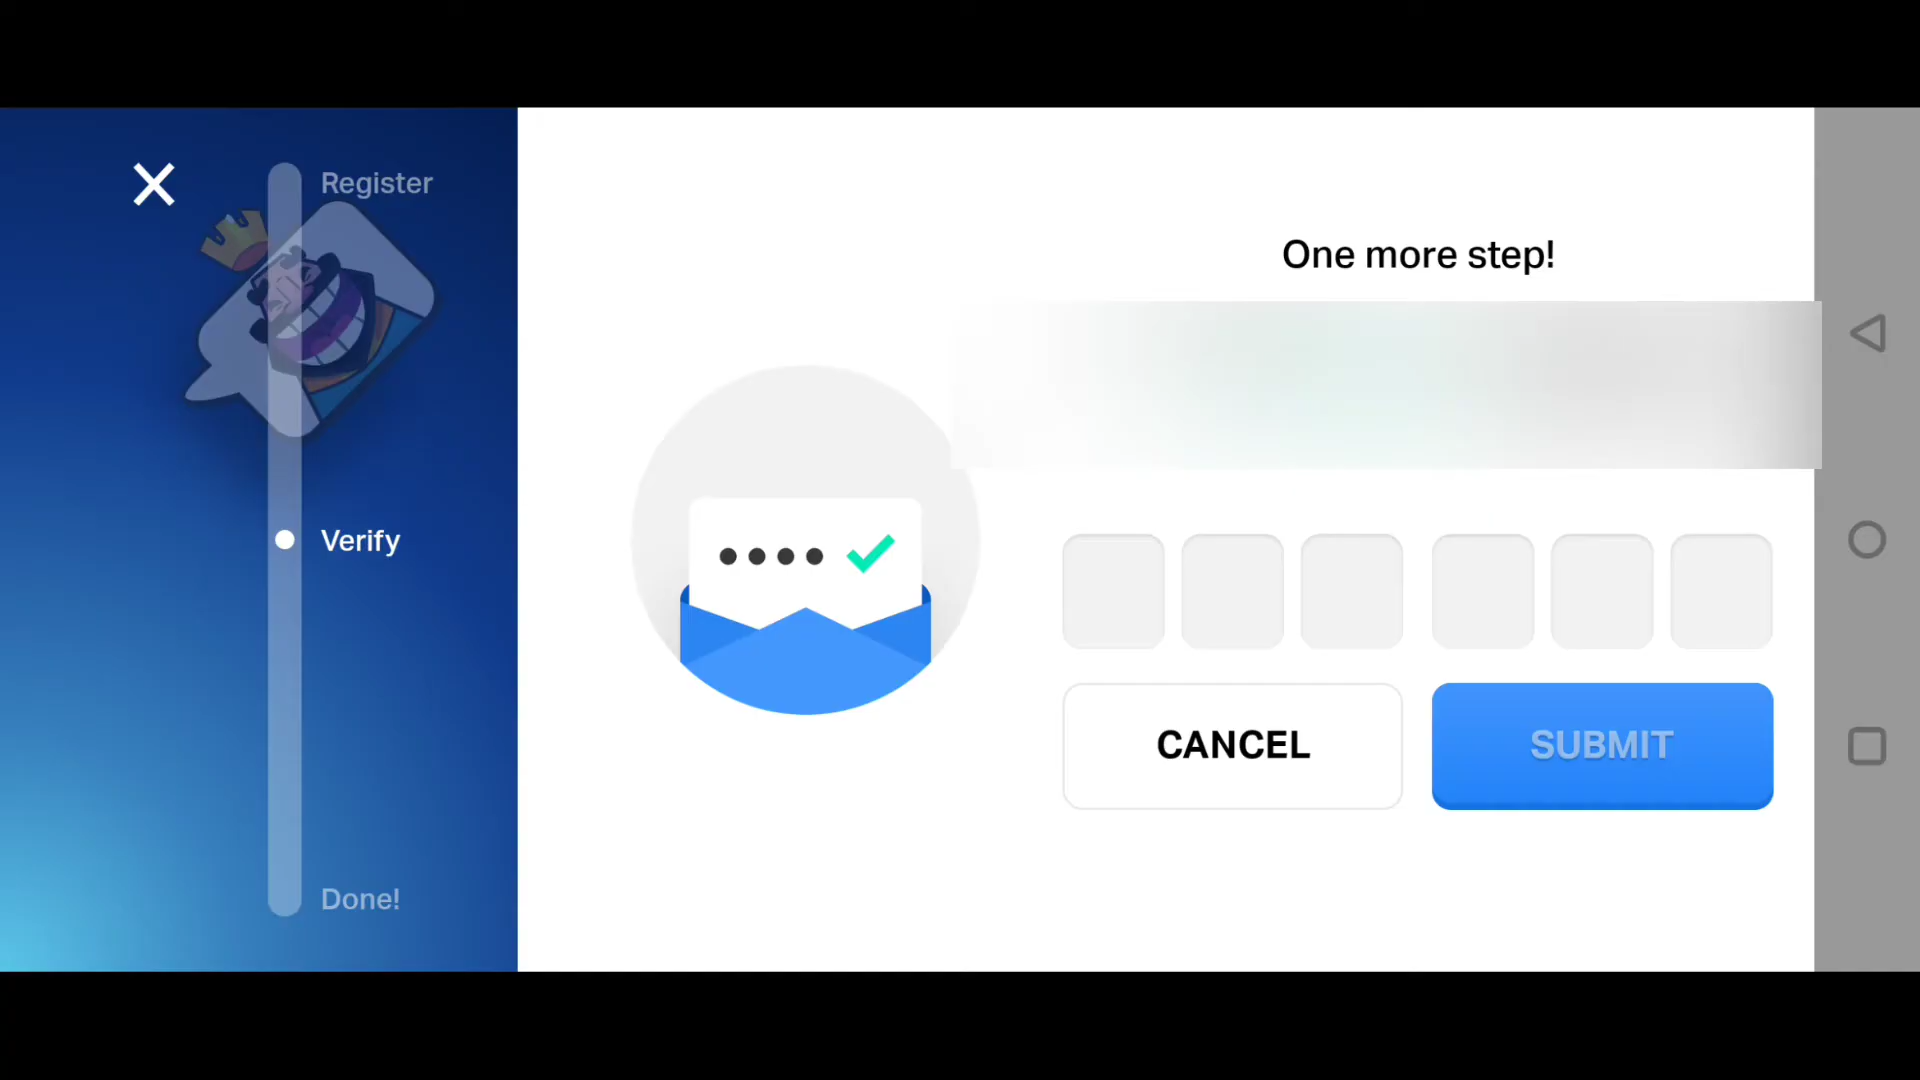 Register
Verify
Done!
One more step!
CANCEL
SUBMIT